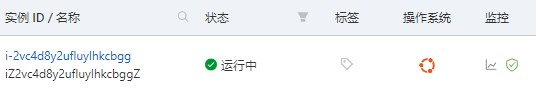 实例 ID / 名称 状态 标签 操作系统 监控
i-2vc4d8y2ufluylhkcbgg
iZ2vc4d8y2ufluylhkcbggZ
运行中